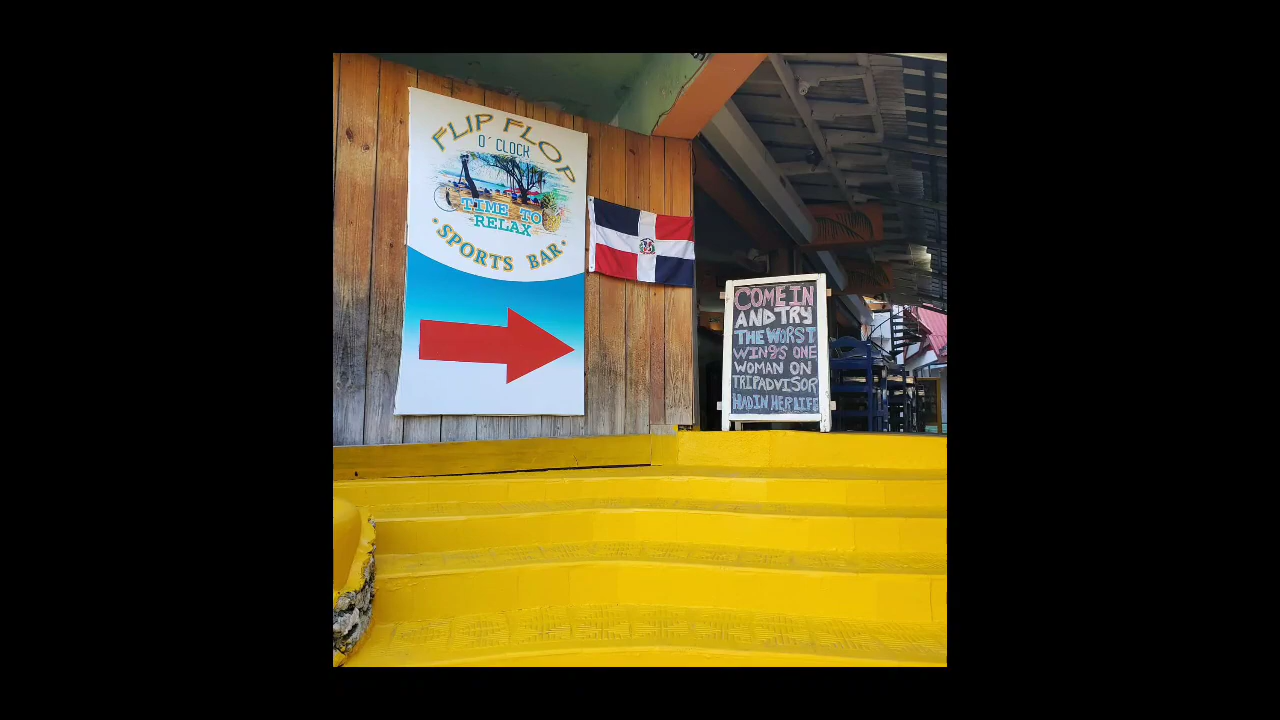 FLIP FLOP
O'CLOCK
TIME TO
RELAX
·SPORTS BAR·
COME IN
AND TRY
THE WORST
WINGS ONE
WOMAN ON
TRIPADVISOR
HAD IN HER LIFE